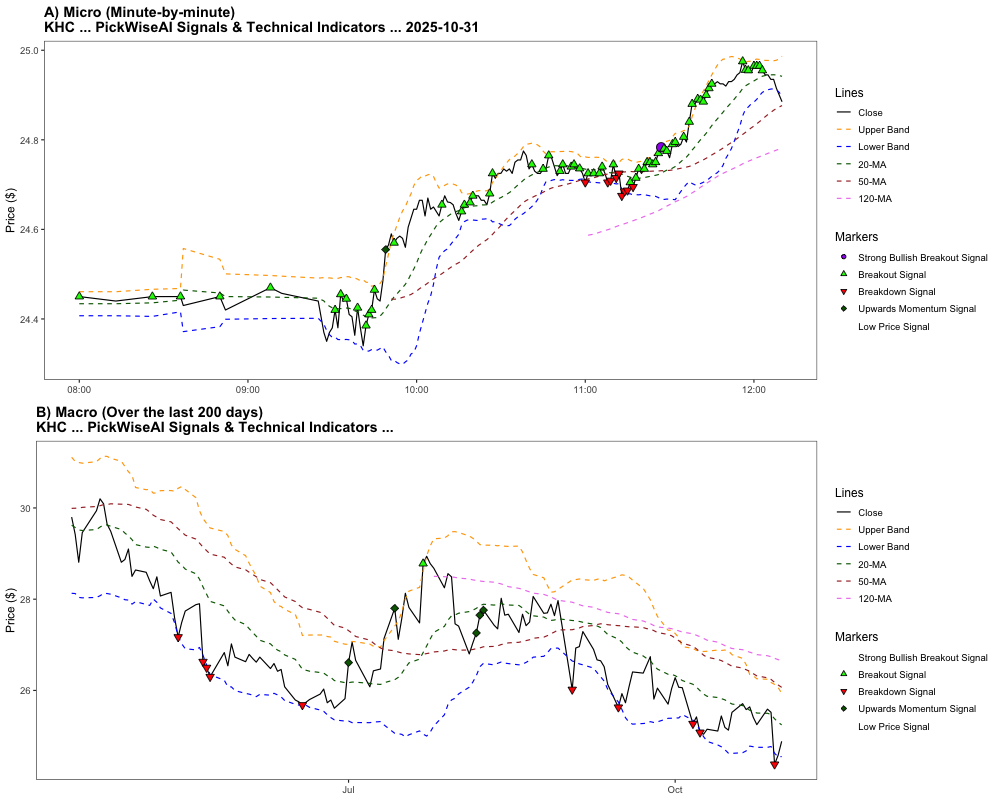 A) Micro (Minute-by-minute)
KHC ... PickWiseAI Signals & Technical Indicators ... 2025-10-31
Price ($)
25.0
24.8
24.6
24.4
08:00
09:00
10:00
11:00
12:00
Lines
Close
Upper Band
Lower Band
20-MA
50-MA
120-MA
Markers
Strong Bullish Breakout Signal
Breakout Signal
Breakdown Signal
Upwards Momentum Signal
Low Price Signal
B) Macro (Over the last 200 days)
KHC ... PickWiseAI Signals & Technical Indicators ...
Price ($)
30
28
26
Jul
Oct
Lines
Close
Upper Band
Lower Band
20-MA
50-MA
120-MA
Markers
Strong Bullish Breakout Signal
Breakout Signal
Breakdown Signal
Upwards Momentum Signal
Low Price Signal